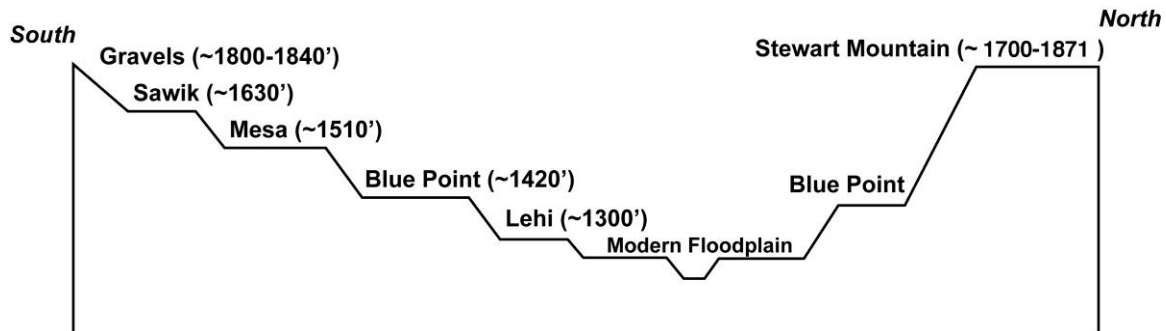 South
North
Gravels (~1800-1840’)
Stewart Mountain (~ 1700-1871 )
Sawik (~1630’)
Mesa (~1510’)
Blue Point (~1420’)
Blue Point
Lehi (~1300’)
Modern Floodplain